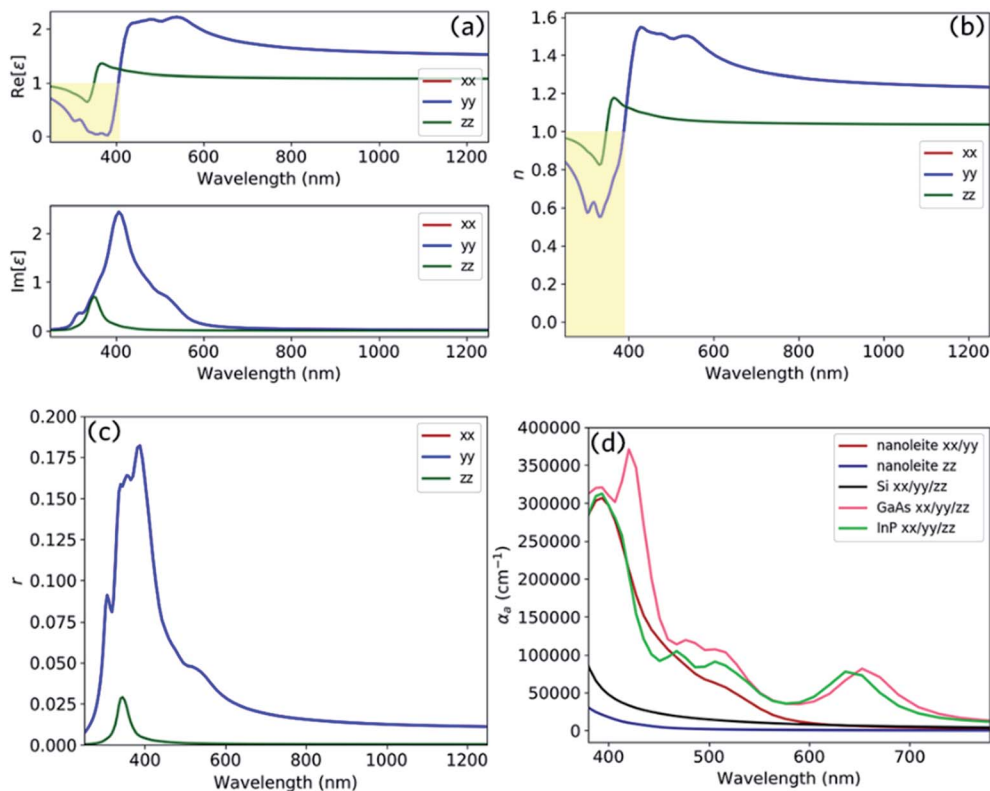 (a)
Re[ε]
2
1
0
xx
yy
zz
400 600 800 1000 1200
Wavelength (nm)
Im[ε]
2
1
0
xx
yy
zz
400 600 800 1000 1200
Wavelength (nm)
(b)
n
1.6
1.4
1.2
1.0
0.8
0.6
0.4
0.2
0.0
xx
yy
zz
400 600 800 1000 1200
Wavelength (nm)
(c)
r
0.200
0.175
0.150
0.125
0.100
0.075
0.050
0.025
0.000
xx
yy
zz
400 600 800 1000 1200
Wavelength (nm)
(d)
αa (cm−1)
400000
350000
300000
250000
200000
150000
100000
50000
0
nanoleite xx/yy
nanoleite zz
Si xx/yy/zz
GaAs xx/yy/zz
InP xx/yy/zz
400 500 600 700
Wavelength (nm)